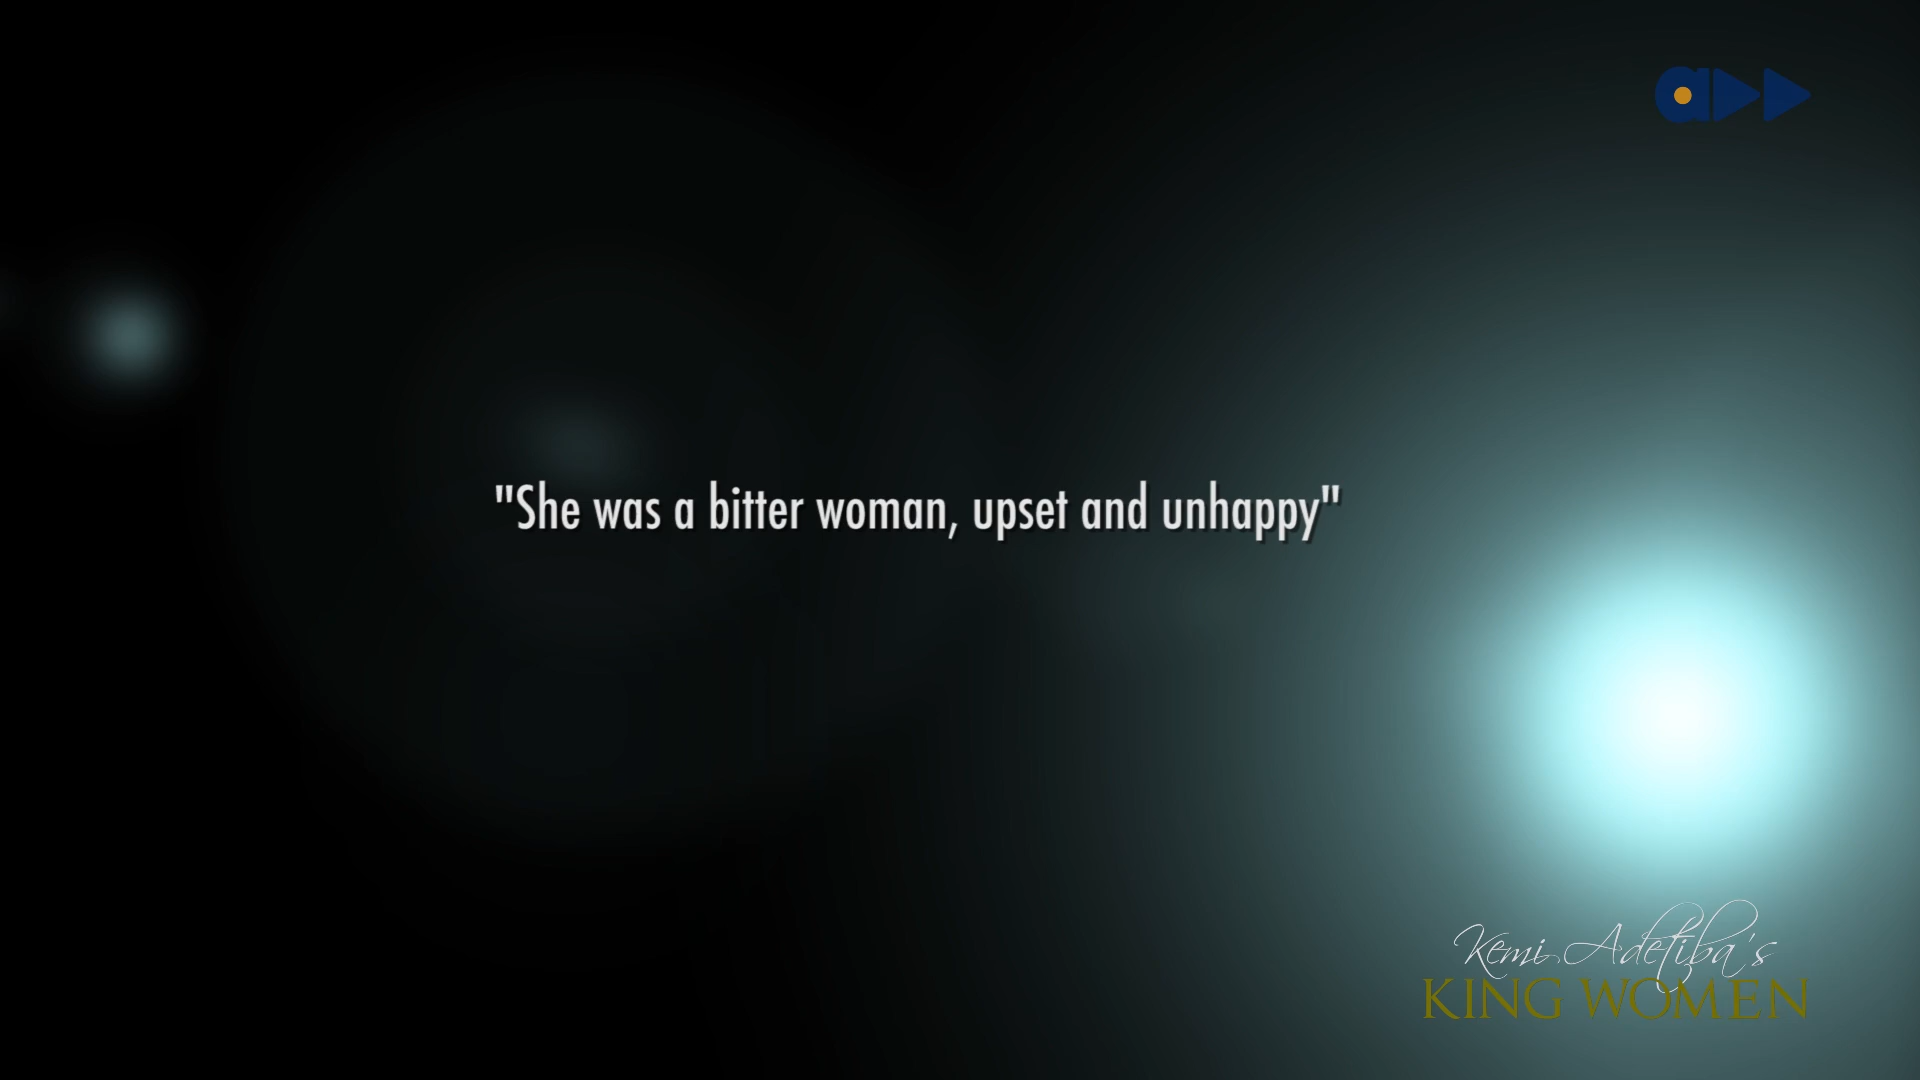 "She was a bitter woman, upset and unhappy"
Kemi Adetiba's
KING WOMEN